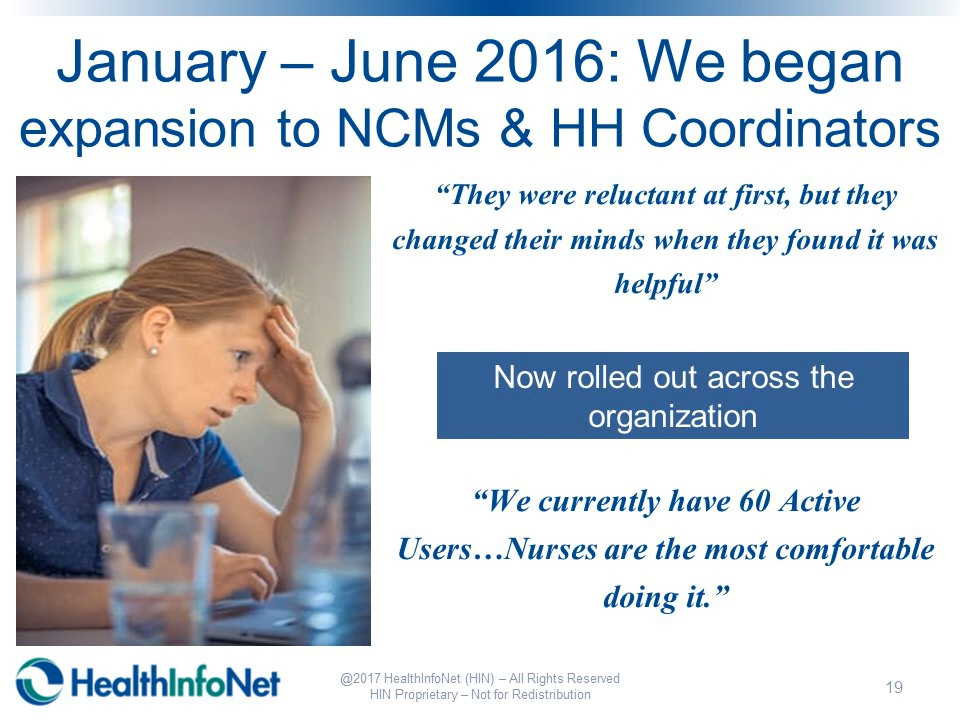 January – June 2016: We began
expansion to NCMs & HH Coordinators
“They were reluctant at first, but they
changed their minds when they found it was
helpful”
Now rolled out across the
organization
“We currently have 60 Active
Users…Nurses are the most comfortable
doing it.”
HealthInfoNet
@2017 HealthInfoNet (HIN) – All Rights Reserved
HIN Proprietary – Not for Redistribution
19